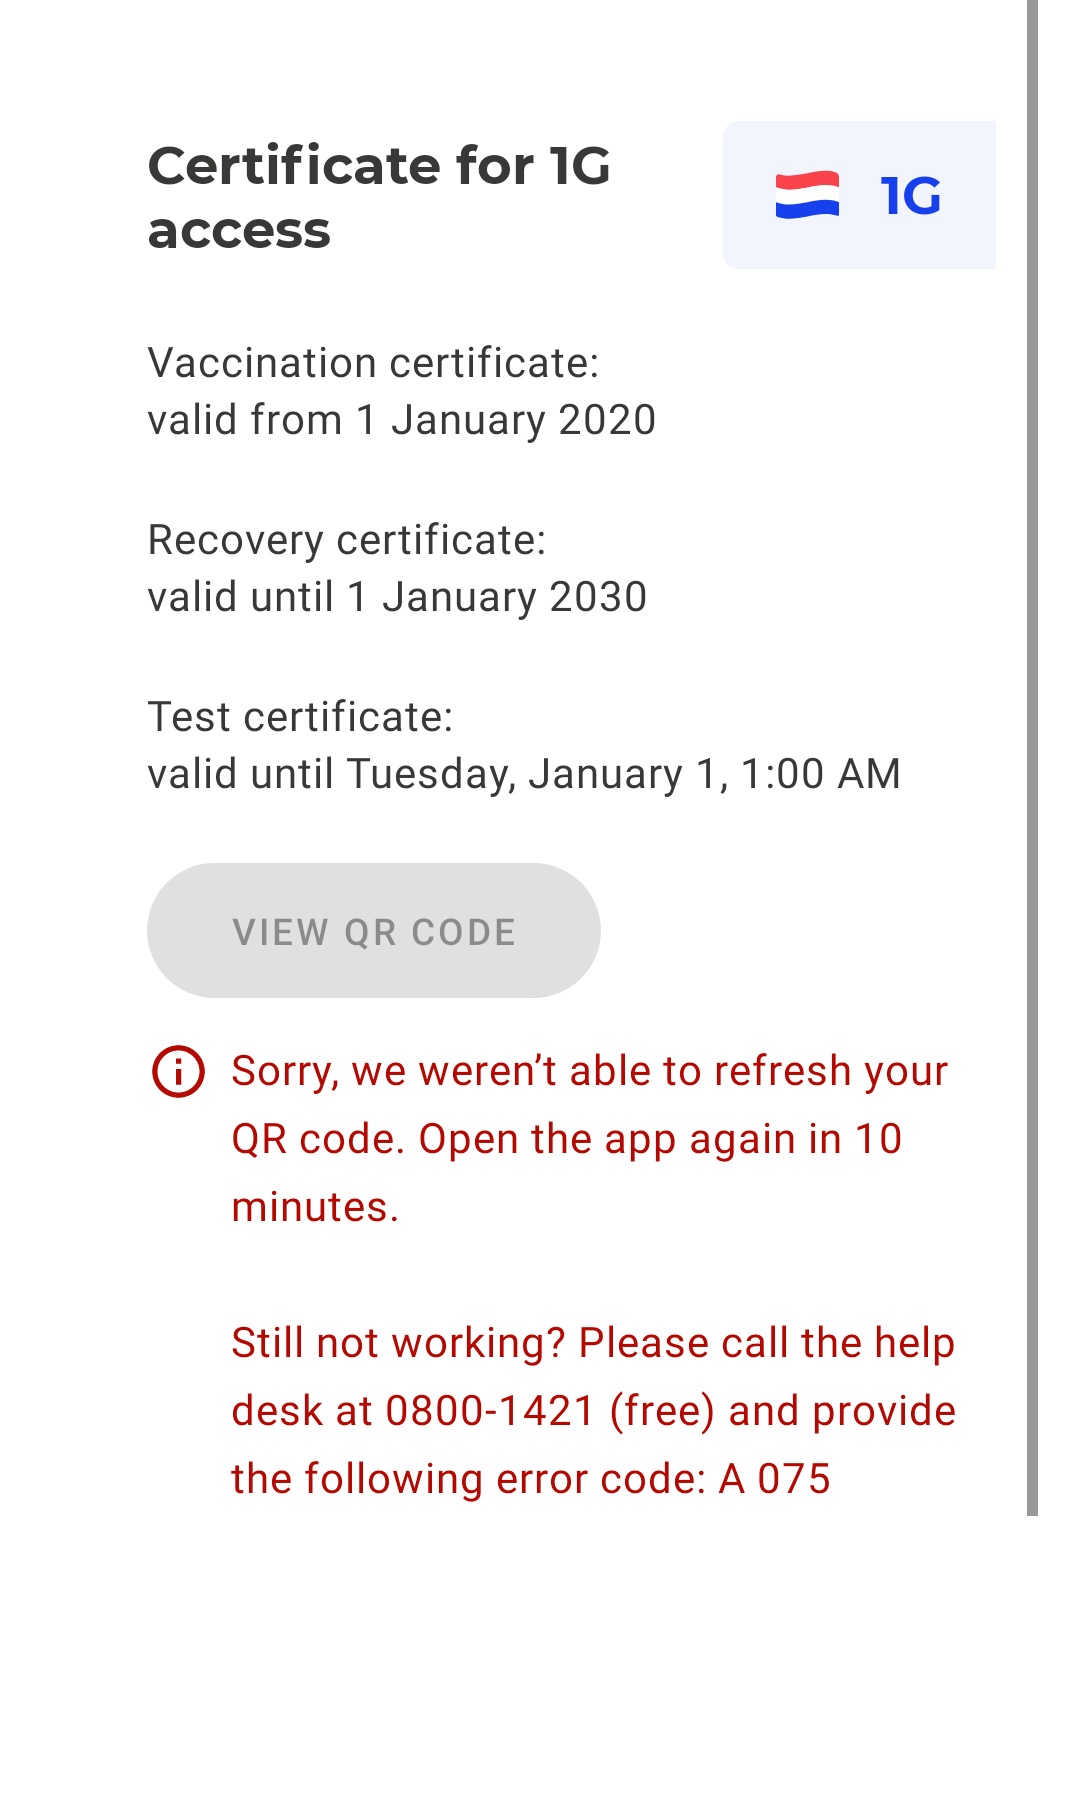 Certificate for 1G
access
1G
Vaccination certificate:
valid from 1 January 2020
Recovery certificate:
valid until 1 January 2030
Test certificate:
valid until Tuesday, January 1, 1:00 AM
VIEW QR CODE
Sorry, we weren’t able to refresh your
QR code. Open the app again in 10
minutes.
Still not working? Please call the help
desk at 0800-1421 (free) and provide
the following error code: A 075